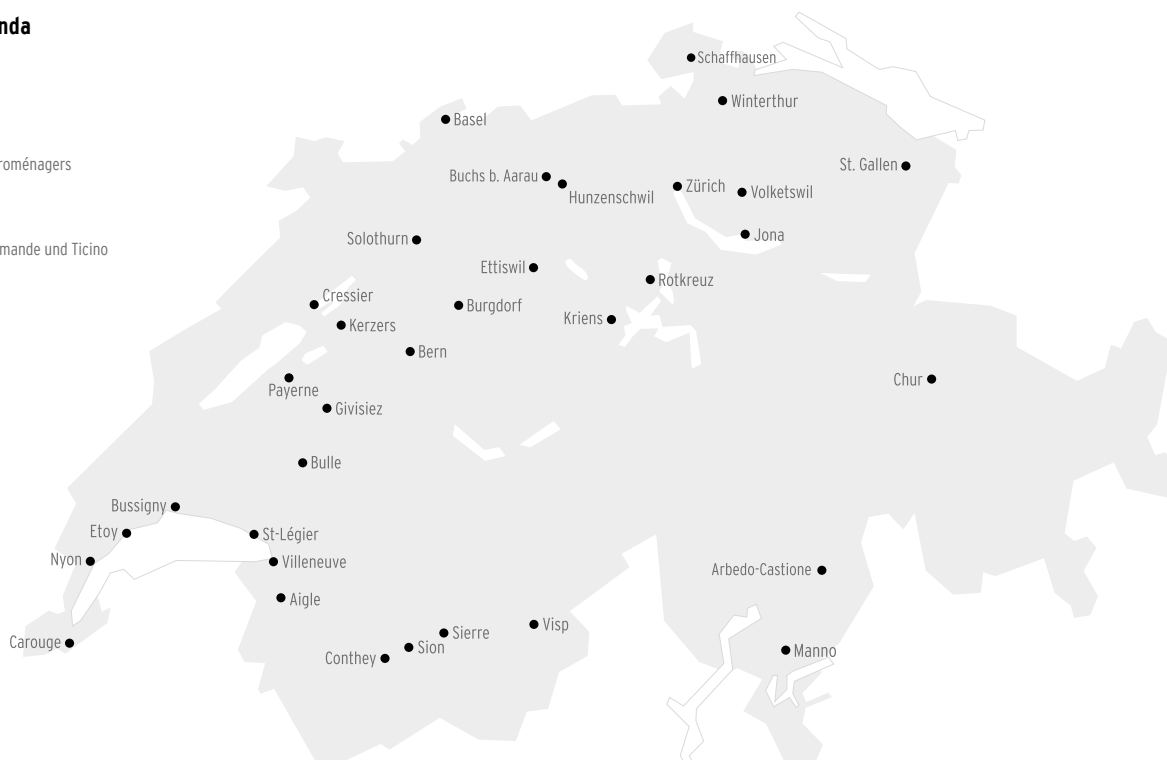 nda
Schaffhausen
Winterthur
Basel
roménagers
St. Gallen
Buchs b. Aarau
Hunzenschwil
Zürich
Volketswil
Jona
Solothurn
mande und Ticino
Ettiswil
Rotkreuz
Cressier
Burgdorf
Kriens
Kerzers
Bern
Chur
Payerne
Givisiez
Bulle
Bussigny
Etoy
St-Légier
Nyon
Villeneuve
Arbedo-Castione
Aigle
Visp
Sierre
Carouge
Sion
Manno
Conthey